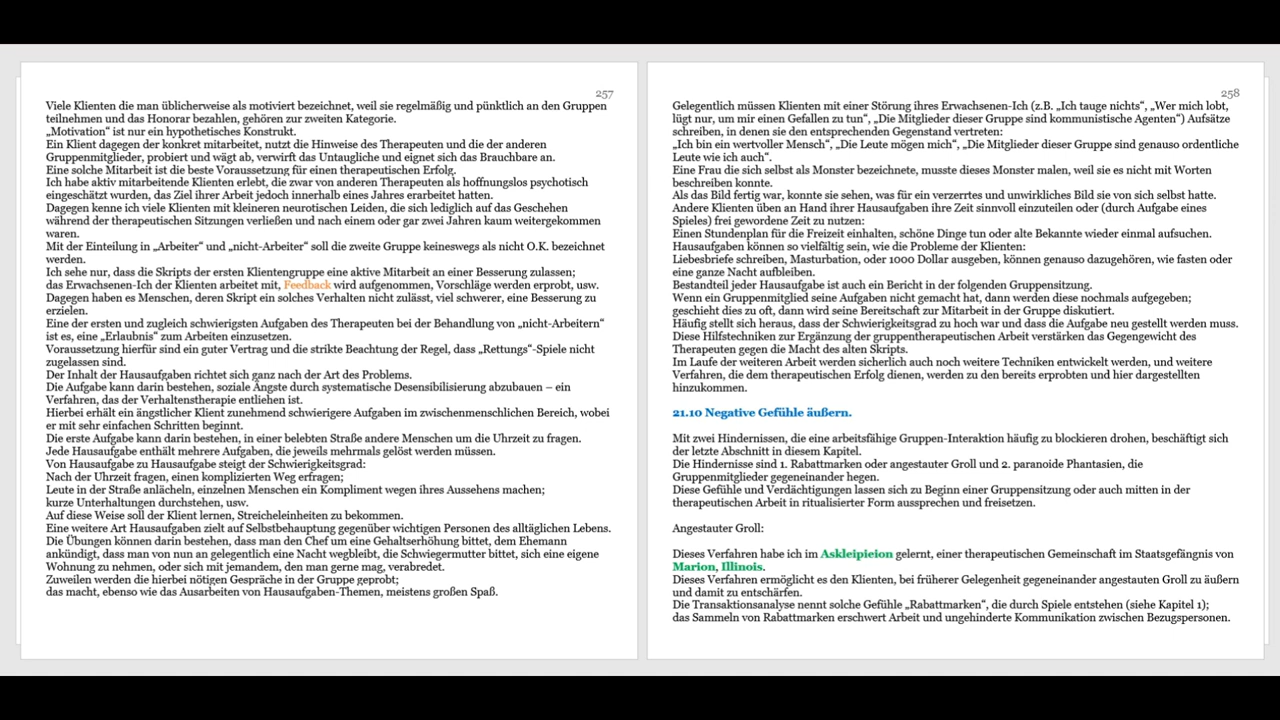 257
Viele Klienten die man üblicherweise als motiviert bezeichnet, weil sie regelmäßig und pünktlich an den Gruppen
teilnehmen und das Honorar bezahlen, gehören zur zweiten Kategorie.
„Motivation“ ist nur ein hypothetisches Konstrukt.
Ein Klient dagegen der konkret mitarbeitet, nutzt die Hinweise des Therapeuten und die der anderen
Gruppenmitglieder, probiert und wägt ab, verwirft das Untaugliche und eignet sich das Brauchbare an.
Eine solche Mitarbeit ist die beste Voraussetzung für einen therapeutischen Erfolg.
Ich habe aktiv mitarbeitende Klienten erlebt, die zwar von anderen Therapeuten als hoffnungslos psychotisch
eingeschätzt wurden, das Ziel ihrer Arbeit jedoch innerhalb eines Jahres erarbeitet hatten.
Dagegen kenne ich viele Klienten mit kleineren neurotischen Leiden, die sich lediglich auf das Geschehen
während der therapeutischen Sitzungen verließen und nach einem oder gar zwei Jahren kaum weitergekommen
waren.
Mit der Einteilung in „Arbeiter“ und „nicht-Arbeiter“ soll die zweite Gruppe keineswegs als nicht O.K. bezeichnet
werden.
Ich sehe nur, dass die Skripts der ersten Klientengruppe eine aktive Mitarbeit an einer Besserung zulassen;
das Erwachsenen-Ich der Klienten arbeitet mit, Feedback wird aufgenommen, Vorschläge werden erprobt, usw.
Dagegen haben es Menschen, deren Skript ein solches Verhalten nicht zulässt, viel schwerer, eine Besserung zu
erzielen.
Eine der ersten und zugleich schwierigsten Aufgaben des Therapeuten bei der Behandlung von „nicht-Arbeitern“
ist es, eine „Erlaubnis“ zum Arbeiten einzusetzen.
Voraussetzung hierfür sind ein guter Vertrag und die strikte Beachtung der Regel, dass „Rettungs“-Spiele nicht
zugelassen sind.
Der Inhalt der Hausaufgaben richtet sich ganz nach der Art des Problems.
Die Aufgabe kann darin bestehen, soziale Ängste durch systematische Desensibilisierung abzubauen – ein
Verfahren, das der Verhaltenstherapie entliehen ist.
Hierbei erhält ein ängstlicher Klient zunehmend schwierigere Aufgaben im zwischenmenschlichen Bereich, wobei
er mit sehr einfachen Schritten beginnt.
Die erste Aufgabe kann darin bestehen, in einer belebten Straße andere Menschen um die Uhrzeit zu fragen.
Jede Hausaufgabe enthält mehrere Aufgaben, die jeweils mehrmals gelöst werden müssen.
Von Hausaufgabe zu Hausaufgabe steigt der Schwierigkeitsgrad:
Nach der Uhrzeit fragen, einen komplizierten Weg erfragen;
Leute in der Straße anlächeln, einzelnen Menschen ein Kompliment wegen ihres Aussehens machen;
kurze Unterhaltungen durchstehen, usw.
Auf diese Weise soll der Klient lernen, Streicheleinheiten zu bekommen.
Eine weitere Art Hausaufgaben zielt auf Selbstbehauptung gegenüber wichtigen Personen des alltäglichen Lebens.
Die Übungen können darin bestehen, dass man den Chef um eine Gehaltserhöhung bittet, dem Ehemann
ankündigt, dass man von nun an gelegentlich eine Nacht wegbleibt, die Schwiegermutter bittet, sich eine eigene
Wohnung zu nehmen, oder sich mit jemandem, den man gerne mag, verabredet.
Zuweilen werden die hierbei nötigen Gespräche in der Gruppe geprobt;
das macht, ebenso wie das Ausarbeiten von Hausaufgaben-Themen, meistens großen Spaß.
258
Gelegentlich müssen Klienten mit einer Störung ihres Erwachsenen-Ich (z.B. „Ich tauge nichts“, „Wer mich lobt,
lügt nur, um mir einen Gefallen zu tun“, „Die Mitglieder dieser Gruppe sind kommunistische Agenten“) Aufsätze
schreiben, in denen sie den entsprechenden Gegenstand vertreten:
„Ich bin ein wertvoller Mensch“, „Die Leute mögen mich“, „Die Mitglieder dieser Gruppe sind genauso ordentliche
Leute wie ich auch“.
Eine Frau die sich selbst als Monster bezeichnete, musste dieses Monster malen, weil sie es nicht mit Worten
beschreiben konnte.
Als das Bild fertig war, konnte sie sehen, was für ein verzerrtes und unwirkliches Bild sie von sich selbst hatte.
Andere Klienten üben an Hand ihrer Hausaufgaben ihre Zeit sinnvoll einzuteilen oder (durch Aufgabe eines
Spieles) frei gewordene Zeit zu nutzen:
Einen Stundenplan für die Freizeit einhalten, schöne Dinge tun oder alte Bekannte wieder einmal aufsuchen.
Hausaufgaben können so vielfältig sein, wie die Probleme der Klienten:
Liebesbriefe schreiben, Masturbation, oder 1000 Dollar ausgeben, können genauso dazugehören, wie fasten oder
eine ganze Nacht aufbleiben.
Bestandteil jeder Hausaufgabe ist auch ein Bericht in der folgenden Gruppensitzung.
Wenn ein Gruppenmitglied seine Aufgaben nicht gemacht hat, dann werden diese nochmals aufgegeben;
geschieht dies zu oft, dann wird seine Bereitschaft zur Mitarbeit in der Gruppe diskutiert.
Häufig stellt sich heraus, dass der Schwierigkeitsgrad zu hoch war und dass die Aufgabe neu gestellt werden muss.
Diese Hilfstechniken zur Ergänzung der gruppentherapeutischen Arbeit verstärken das Gegengewicht des
Therapeuten gegen die Macht des alten Skripts.
Im Laufe der weiteren Arbeit werden sicherlich auch noch weitere Techniken entwickelt werden, und weitere
Verfahren, die dem therapeutischen Erfolg dienen, werden zu den bereits erprobten und hier dargestellten
hinzukommen.
21.10 Negative Gefühle äußern.
Mit zwei Hindernissen, die eine arbeitsfähige Gruppen-Interaktion häufig zu blockieren drohen, beschäftigt sich
der letzte Abschnitt in diesem Kapitel.
Die Hindernisse sind 1. Rabattmarken oder angestauter Groll und 2. paranoide Phantasien, die
Gruppenmitglieder gegeneinander hegen.
Diese Gefühle und Verdächtigungen lassen sich zu Beginn einer Gruppensitzung oder auch mitten in der
therapeutischen Arbeit in ritualisierter Form aussprechen und freisetzen.
Angestauter Groll:
Dieses Verfahren habe ich im Askleipieion gelernt, einer therapeutischen Gemeinschaft im Staatsgefängnis von
Marion, Illinois.
Dieses Verfahren ermöglicht es den Klienten, bei früherer Gelegenheit gegeneinander angestauten Groll zu äußern
und damit zu entschärfen.
Die Transaktionsanalyse nennt solche Gefühle „Rabattmarken“, die durch Spiele entstehen (siehe Kapitel 1);
das Sammeln von Rabattmarken erschwert Arbeit und ungehinderte Kommunikation zwischen Bezugspersonen.